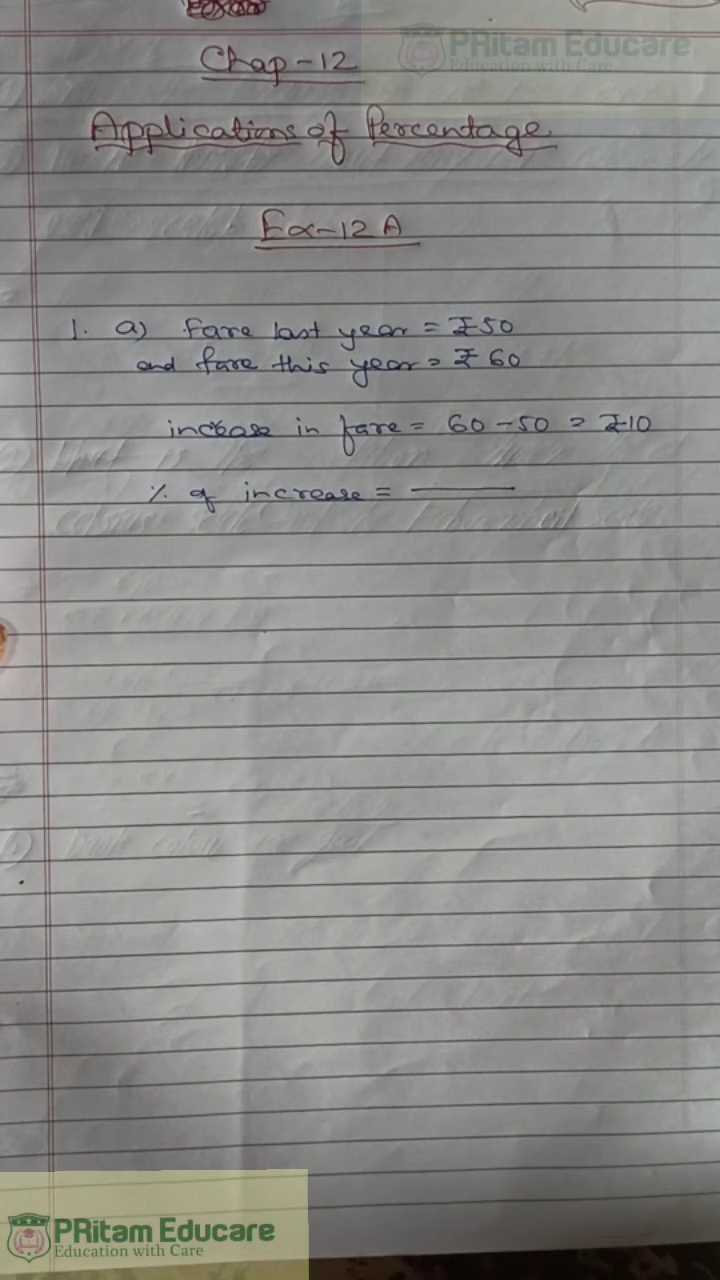 PRitam Educare
Education with Care
Chap-12
Applications of Percentage
Ex-12 A
1. a) Fare last year = ₹50
and fare this year = ₹ 60
increase in fare = 60 - 50 = ₹10
% of increase =
PRitam Educare
Education with Care